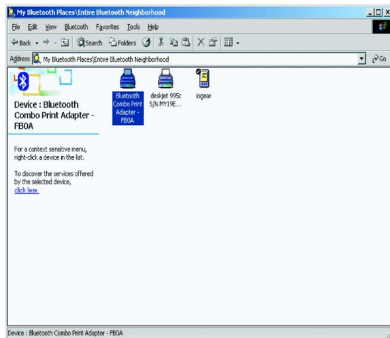 My Bluetooth Places\Entire Bluetooth Neighborhood
File Edit View Bluetooth Favorites Tools Help
Back Search Folders
Address My Bluetooth Places\Entire Bluetooth Neighborhood Go
Device : Bluetooth
Combo Print Adapter -
FB0A
For a context sensitive menu,
right-click a device in the list.
To discover the services offered
by the selected device,
click here.
Bluetooth
Combo Print
Adapter -
FB0A
deskjet 995c
S/N MY19E...
iogear
Device : Bluetooth Combo Print Adapter - FB0A